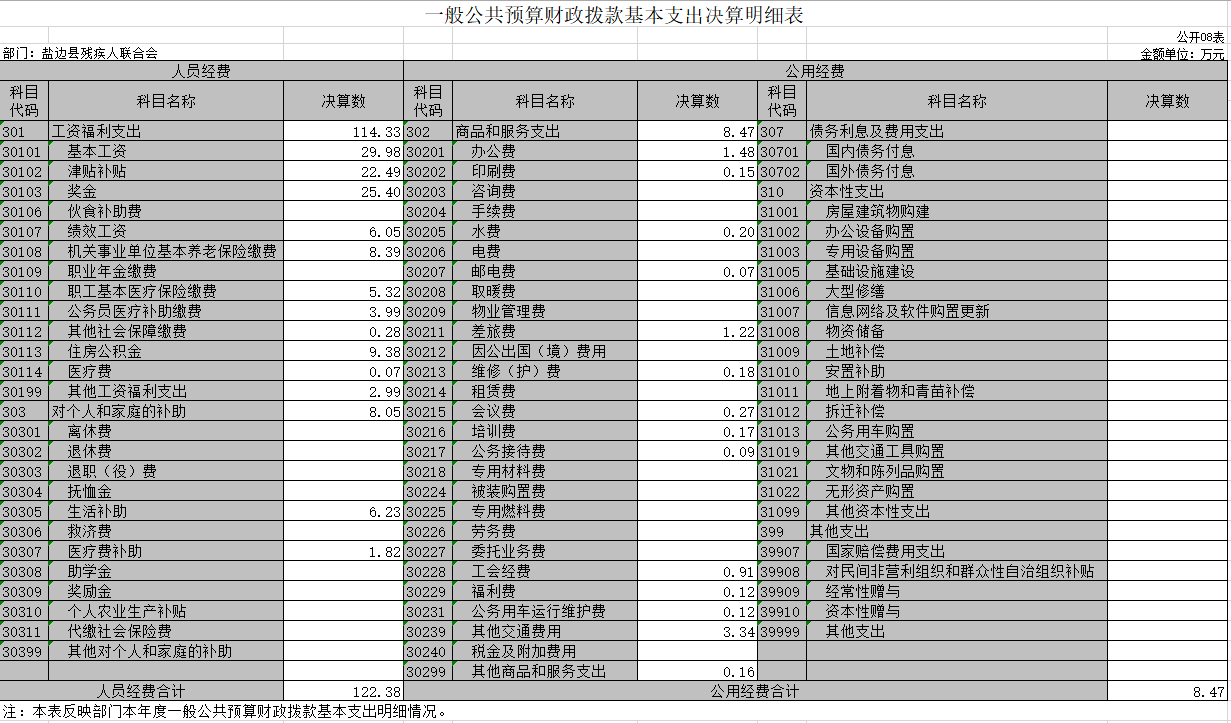 一般公共预算财政拨款基本支出决算明细表
公开08表
部门：盐边县残疾人联合会 金额单位：万元
人员经费 公用经费
科目代码 科目名称 决算数 科目代码 科目名称 决算数 科目代码 科目名称 决算数
301 工资福利支出 114.33 302 商品和服务支出 8.47 307 债务利息及费用支出
30101 基本工资 29.98 30201 办公费 1.48 30701 国内债务付息
30102 津贴补贴 22.49 30202 印刷费 0.15 30702 国外债务付息
30103 奖金 25.40 30203 咨询费 310 资本性支出
30106 伙食补助费 30204 手续费 31001 房屋建筑物购建
30107 绩效工资 6.05 30205 水费 0.20 31002 办公设备购置
30108 机关事业单位基本养老保险缴费 8.39 30206 电费 31003 专用设备购置
30109 职业年金缴费 30207 邮电费 0.07 31005 基础设施建设
30110 职工基本医疗保险缴费 5.32 30208 取暖费 31006 大型修缮
30111 公务员医疗补助缴费 3.99 30209 物业管理费 31007 信息网络及软件购置更新
30112 其他社会保障缴费 0.28 30211 差旅费 1.22 31008 物资储备
30113 住房公积金 9.38 30212 因公出国（境）费用 31009 土地补偿
30114 医疗费 0.07 30213 维修（护）费 0.18 31010 安置补助
30199 其他工资福利支出 2.99 30214 租赁费 31011 地上附着物和青苗补偿
303 对个人和家庭的补助 8.05 30215 会议费 0.27 31012 拆迁补偿
30301 离休费 30216 培训费 0.17 31013 公务用车购置
30302 退休费 30217 公务接待费 0.09 31019 其他交通工具购置
30303 退职（役）费 30218 专用材料费 31021 文物和陈列品购置
30304 抚恤金 30224 被装购置费 31022 无形资产购置
30305 生活补助 6.23 30225 专用燃料费 31099 其他资本性支出
30306 救济费 30226 劳务费 399 其他支出
30307 医疗费补助 1.82 30227 委托业务费 39907 国家赔偿费用支出
30308 助学金 30228 工会经费 0.91 39908 对民间非营利组织和群众性自治组织补贴
30309 奖励金 30229 福利费 0.12 39909 经常性赠与
30310 个人农业生产补贴 30231 公务用车运行维护费 0.12 39910 资本性赠与
30311 代缴社会保险费 30239 其他交通费用 3.34 39999 其他支出
30399 其他对个人和家庭的补助 30240 税金及附加费用
30299 其他商品和服务支出 0.16
人员经费合计 122.38 公用经费合计 8.47
注：本表反映部门本年度一般公共预算财政拨款基本支出明细情况。